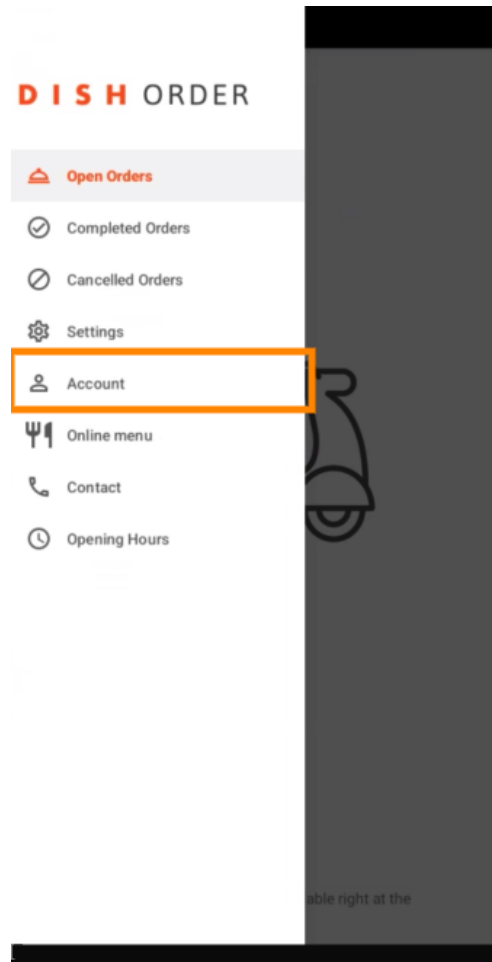 DISH ORDER
Open Orders
Completed Orders
Cancelled Orders
Settings
Account
Online menu
Contact
Opening Hours
able right at the